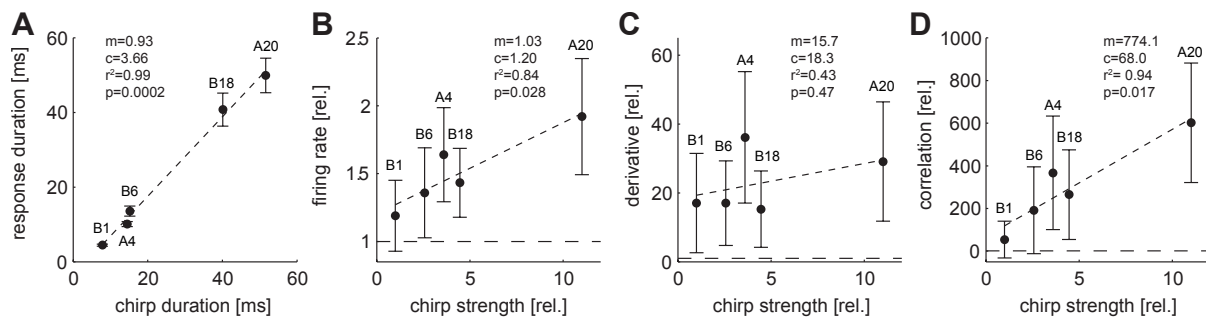 A
response duration [ms]
60
40
20
0
m=0.93
c=3.66
r²=0.99
p=0.0002
A20
B18
B6
B1
A4
0 20 40 60
chirp duration [ms]
B
firing rate [rel.]
2.5
2
1.5
1
m=1.03
c=1.20
r²=0.84
p=0.028
A20
A4
B6
B18
B1
0 5 10
chirp strength [rel.]
C
derivative [rel.]
60
40
20
0
m=15.7
c=18.3
r²=0.43
p=0.47
A4
A20
B1
B6
B18
0 5 10
chirp strength [rel.]
D
correlation [rel.]
1000
800
600
400
200
0
m=774.1
c=68.0
r²= 0.94
p=0.017
A20
A4
B18
B6
B1
0 5 10
chirp strength [rel.]